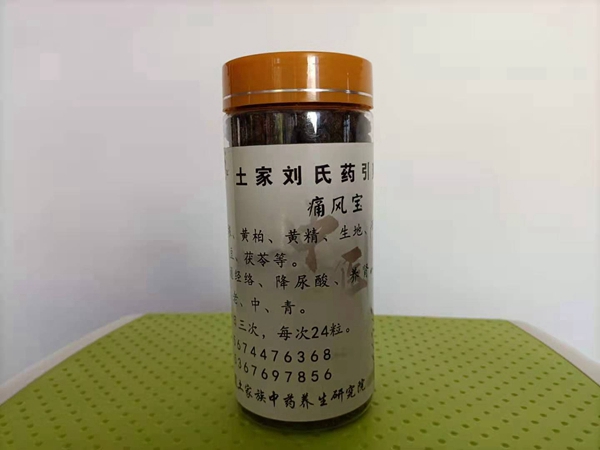 土家刘氏药引
痛风宝
、黄柏、黄精、生地、
、茯苓等。
经络、降尿酸、
、中、青。
三次，每次24粒。
674476368
367697856
土家族中药养生研究院
中医